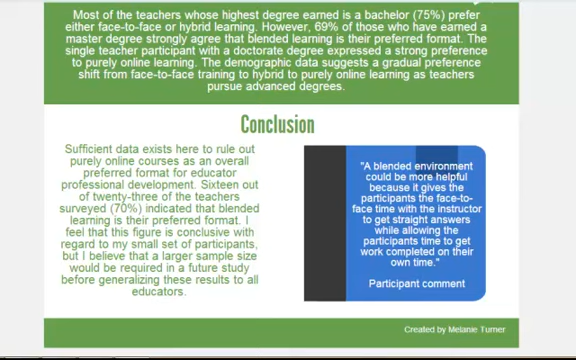 Most of the teachers whose highest degree earned is a bachelor (75%) prefer
either face-to-face or hybrid learning. However, 69% of those who have earned a
master degree strongly agree that blended learning is their preferred format. The
single teacher participant with a doctorate degree expressed a strong preference
to purely online learning. The demographic data suggests a gradual preference
shift from face-to-face training to hybrid to purely online learning as teachers
pursue advanced degrees.
Conclusion
Sufficient data exists here to rule out
purely online courses as an overall
preferred format for educator
professional development. Sixteen out
of twenty-three of the teachers
surveyed (70%) indicated that blended
learning is their preferred format. I
feel that this figure is conclusive with
regard to my small set of participants,
but I believe that a larger sample size
would be required in a future study
before generalizing these results to all
educators.
"A blended environment
could be more helpful
because it gives the
participants the face-to-
face time with the instructor
to get straight answers
while allowing the
participants time to get
work completed on their
own time."
Participant comment
Created by Melanie Turner